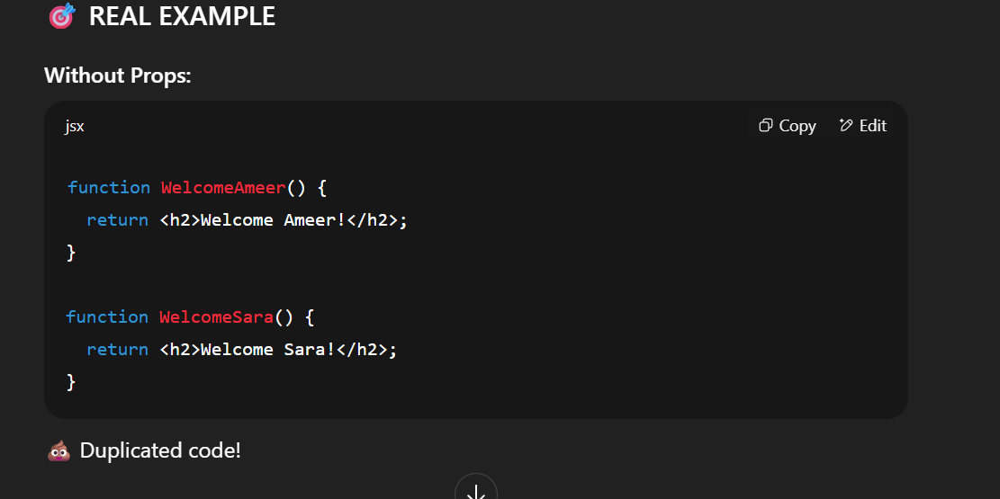 🎯 REAL EXAMPLE
Without Props:
jsx
Copy
Edit
function WelcomeAmeer() {
  return <h2>Welcome Ameer!</h2>;
}
function WelcomeSara() {
  return <h2>Welcome Sara!</h2>;
}
💩 Duplicated code!